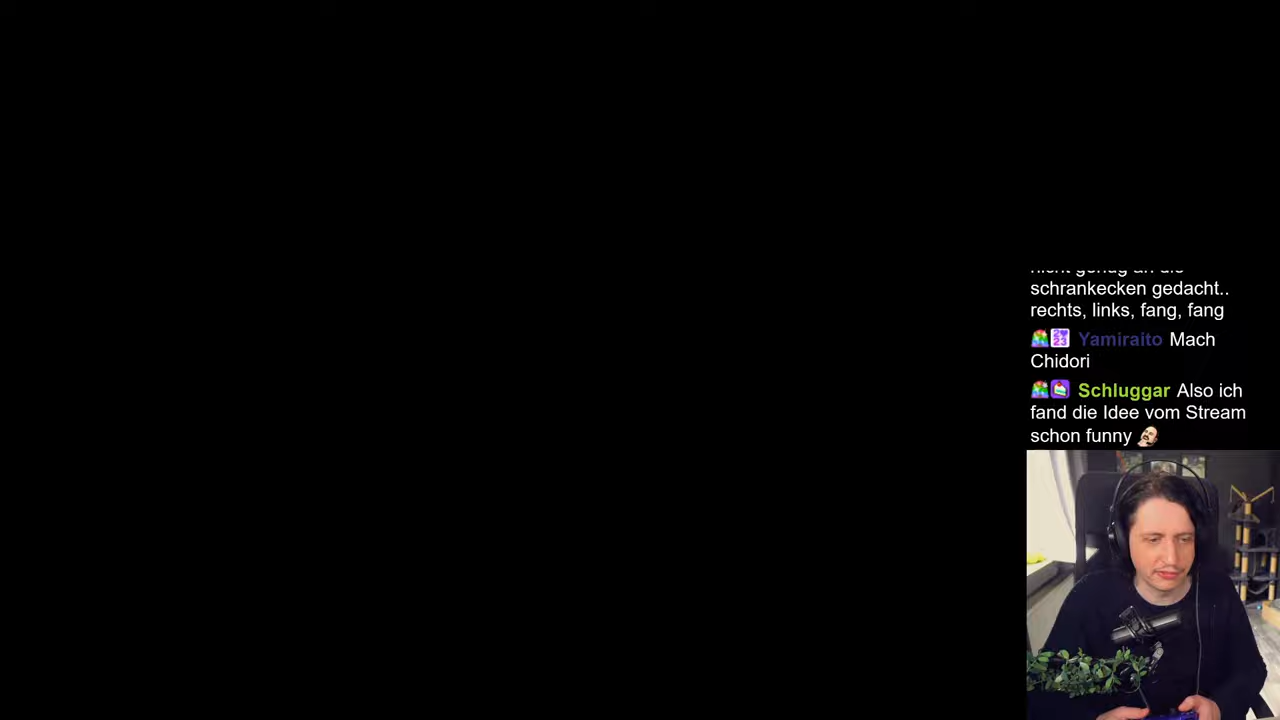 schrankecken gedacht..
rechts, links, fang, fang
Yamiraito Mach
Chidori
Schluggar Also ich
fand die Idee vom Stream
schon funny